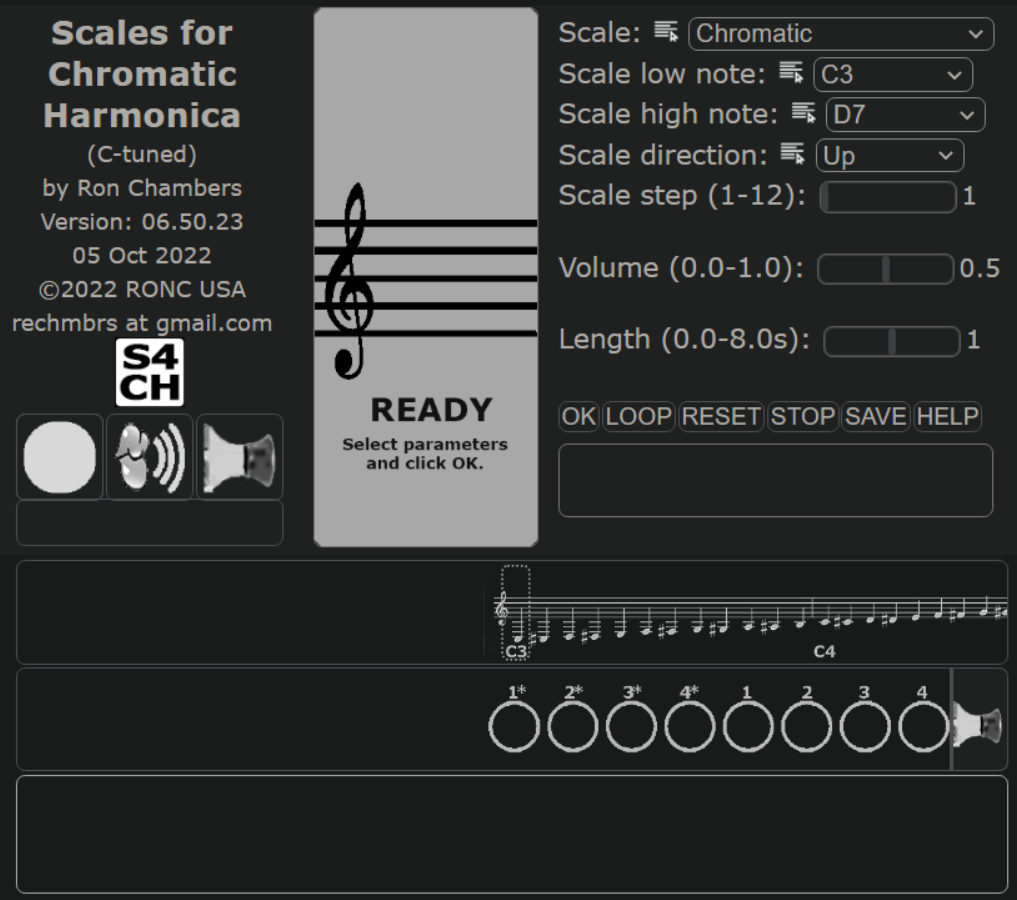 Scales for
Chromatic
Harmonica
(C-tuned)
by Ron Chambers
Version: 06.50.23
05 Oct 2022
©2022 RONC USA
rechmbrs at gmail.com
S4
CH
READY
Select parameters
and click OK.
Scale: Chromatic
Scale low note: C3
Scale high note: D7
Scale direction: Up
Scale step (1-12): 1
Volume (0.0-1.0): 0.5
Length (0.0-8.0s): 1
OK LOOP RESET STOP SAVE HELP
C3 C4
1* 2* 3* 4* 1 2 3 4